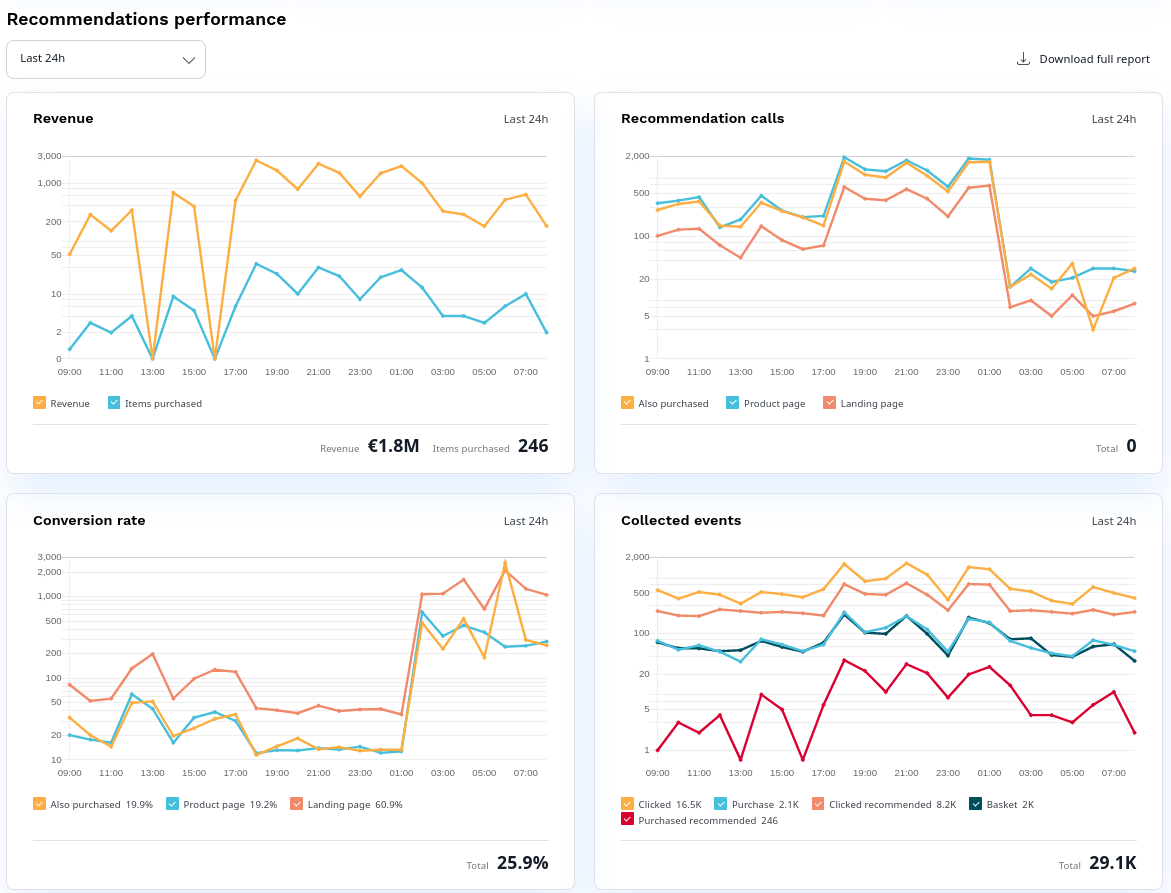 Recommendations performance
Last 24h
Download full report
Revenue
Last 24h
3,000
1,000
200
50
10
2
0
09:00 11:00 13:00 15:00 17:00 19:00 21:00 23:00 01:00 03:00 05:00 07:00
Revenue Items purchased
Revenue €1.8M Items purchased 246
Recommendation calls
Last 24h
2,000
500
100
20
5
1
09:00 11:00 13:00 15:00 17:00 19:00 21:00 23:00 01:00 03:00 05:00 07:00
Also purchased Product page Landing page
Total 0
Conversion rate
Last 24h
3,000
2,000
1,000
500
200
100
50
20
10
09:00 11:00 13:00 15:00 17:00 19:00 21:00 23:00 01:00 03:00 05:00 07:00
Also purchased 19.9% Product page 19.2% Landing page 60.9%
Total 25.9%
Collected events
Last 24h
2,000
500
100
20
5
1
09:00 11:00 13:00 15:00 17:00 19:00 21:00 23:00 01:00 03:00 05:00 07:00
Clicked 16.5K Purchase 2.1K Clicked recommended 8.2K Basket 2K
Purchased recommended 246
Total 29.1K